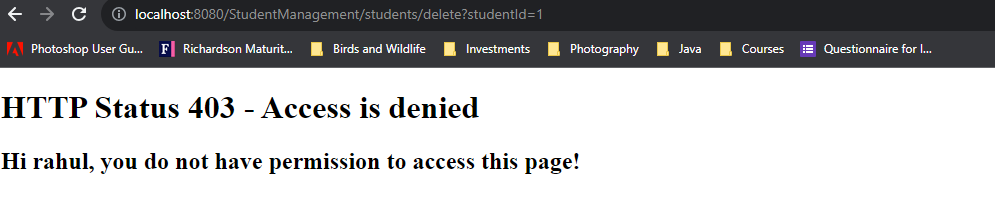 localhost:8080/StudentManagement/students/delete?studentId=1
Photoshop User Gu... Richardson Maturit... Birds and Wildlife Investments Photography Java Courses Questionnaire for I...
HTTP Status 403 - Access is denied
Hi rahul, you do not have permission to access this page!